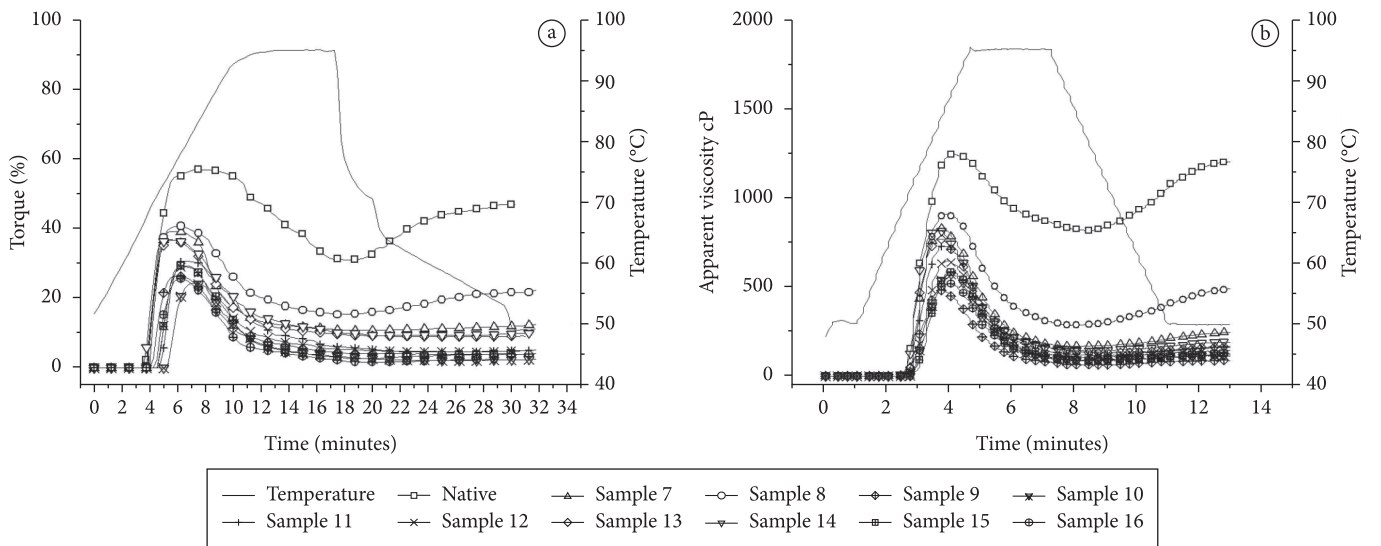 100
80
60
40
20
0
Torque (%)
0 2 4 6 8 10 12 14 16 18 20 22 24 26 28 30 32 34
Time (minutes)
100
90
80
70
60
50
40
Temperature (°C)
a
2000
1750
1500
1250
1000
750
500
250
0
Apparent viscosity cP
0 2 4 6 8 10 12 14
Time (minutes)
100
90
80
70
60
50
40
Temperature (°C)
b
Temperature Native Sample 7 Sample 8 Sample 9 Sample 10
Sample 11 Sample 12 Sample 13 Sample 14 Sample 15 Sample 16